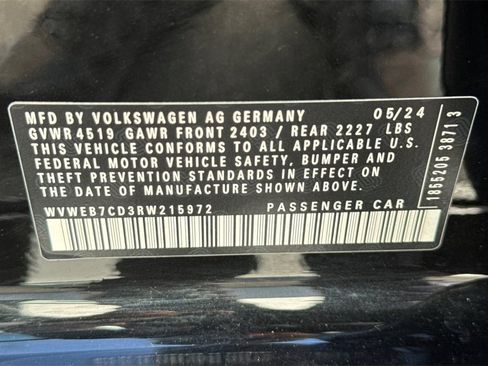 MFD BY VOLKSWAGEN AG GERMANY 05/24
GVWR 4519 GAWR FRONT 2403 / REAR 2227 LBS
THIS VEHICLE CONFORMS TO ALL APPLICABLE U.S.
FEDERAL MOTOR VEHICLE SAFETY, BUMPER AND
THEFT PREVENTION STANDARDS IN EFFECT ON THE
DATE OF MANUFACTURE SHOWN ABOVE.
WVWEB7CD3RW215972 PASSENGER CAR
1865205 38713